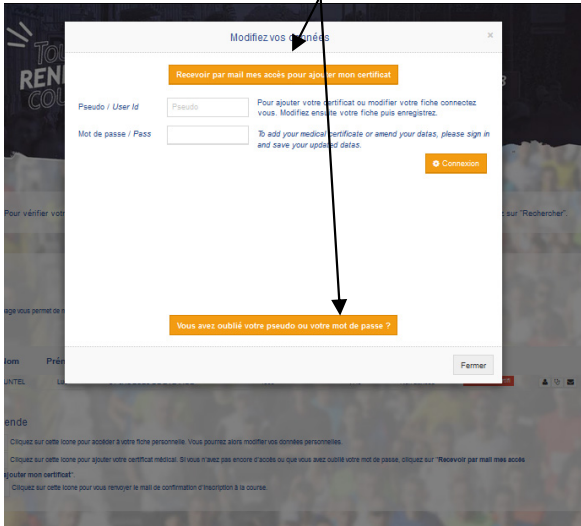 Modifiez vos données
×
Recevoir par mail mes accès pour ajouter mon certificat
Pseudo / User Id
Pseudo
Pour ajouter votre certificat ou modifier votre fiche connectez
vous. Modifiez ensuite votre fiche puis enregistrez.
Mot de passe / Pass
To add your medical certificate or amend your datas, please sign in
and save your updated datas.
Connexion
Pour vérifier votr
sur "Rechercher".
age vous permet de r
Vous avez oublié votre pseudo ou votre mot de passe ?
Fermer
Nom Prén
UNTEL
ende
Cliquez sur cette icone pour accéder à votre fiche personnelle. Vous pourrez alors modifier vos données personnelles.
Cliquez sur cette icone pour ajouter votre certificat médical. Si vous n'avez pas encore d'accès ou que vous avez oublié votre mot de passe, cliquez sur "Recevoir par mail mes accès
ajouter mon certificat".
Cliquez sur cette icone pour vous renvoyer le mail de confirmation d'inscription à la course.